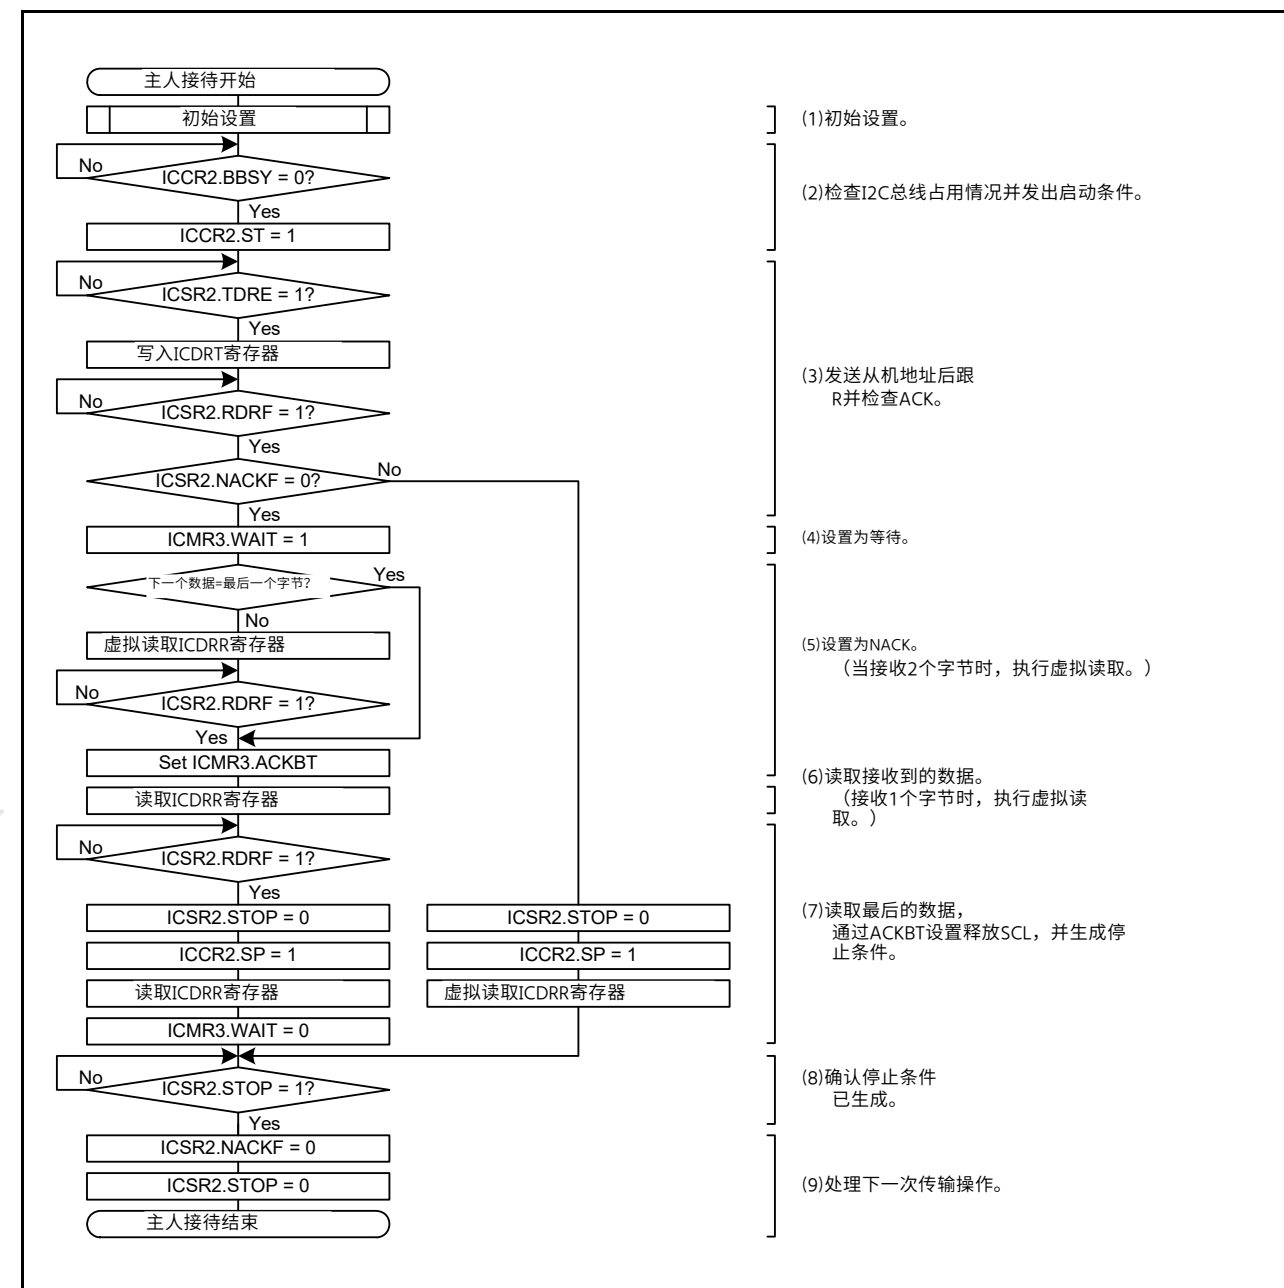 主人接待开始
初始设置
(1)初始设置。
No
ICCR2.BBSY = 0?
Yes
ICCR2.ST = 1
(2)检查I2C总线占用情况并发出启动条件。
No
ICSR2.TDRE = 1?
Yes
写入ICDRT寄存器
No
ICSR2.RDRF = 1?
Yes
ICSR2.NACKF = 0?
No
Yes
(3)发送从机地址后跟
R并检查ACK。
ICMR3.WAIT = 1
(4)设置为等待。
下一个数据=最后一个字节?
Yes
No
虚拟读取ICDRR寄存器
No
ICSR2.RDRF = 1?
Yes
Set ICMR3.ACKBT
(5)设置为NACK。
（当接收2个字节时，执行虚拟读取。）
读取ICDRR寄存器
(6)读取接收到的数据。
（接收1个字节时，执行虚拟读
取。）
No
ICSR2.RDRF = 1?
Yes
ICSR2.STOP = 0
ICCR2.SP = 1
读取ICDRR寄存器
ICMR3.WAIT = 0
ICSR2.STOP = 0
ICCR2.SP = 1
虚拟读取ICDRR寄存器
(7)读取最后的数据，
通过ACKBT设置释放SCL，并生成停
止条件。
No
ICSR2.STOP = 1?
Yes
(8)确认停止条件
已生成。
ICSR2.NACKF = 0
ICSR2.STOP = 0
主人接待结束
(9)处理下一次传输操作。